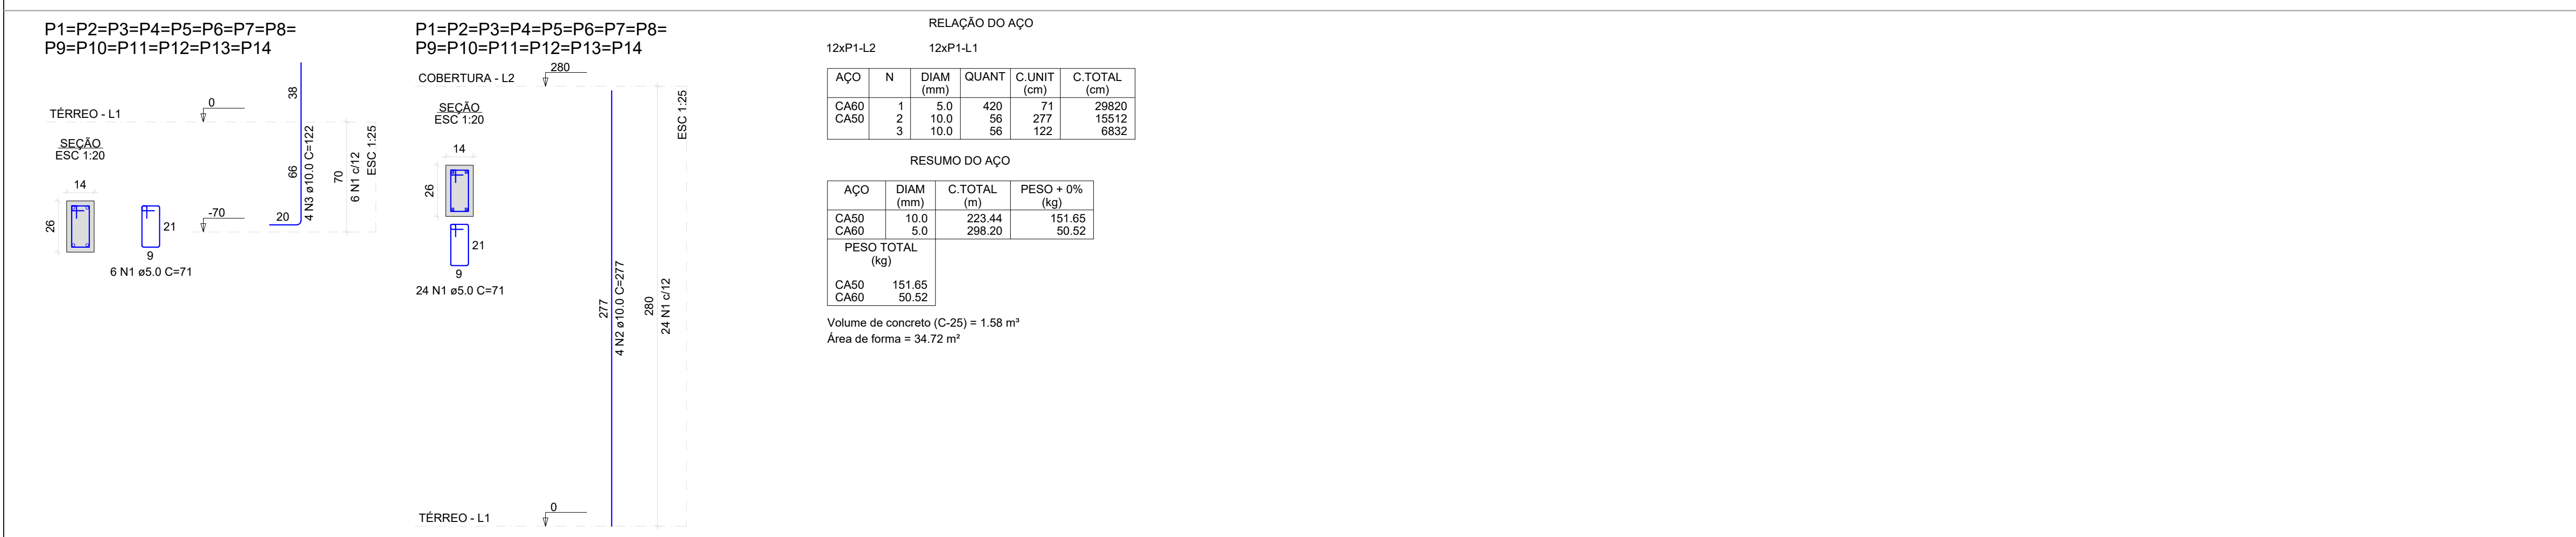 P1=P2=P3=P4=P5=P6=P7=P8=
P9=P10=P11=P12=P13=P14
TÉRREO - L1
0
SEÇÃO
ESC 1:20
14
26
21
9
6 N1 ø5.0 C=71
-70
20
38
66
4 N3 ø10.0 C=122
70
6 N1 c/12
ESC 1:25
P1=P2=P3=P4=P5=P6=P7=P8=
P9=P10=P11=P12=P13=P14
COBERTURA - L2
280
SEÇÃO
ESC 1:20
14
26
21
9
24 N1 ø5.0 C=71
277
4 N2 ø10.0 C=277
280
24 N1 c/12
ESC 1:25
TÉRREO - L1
0
RELAÇÃO DO AÇO
12xP1-L2 12xP1-L1
AÇO N DIAM QUANT C.UNIT C.TOTAL
(mm) (cm) (cm)
CA60 1 5.0 420 71 29820
CA50 2 10.0 56 277 15512
3 10.0 56 122 6832
RESUMO DO AÇO
AÇO DIAM C.TOTAL PESO + 0%
(mm) (m) (kg)
CA50 10.0 223.44 151.65
CA60 5.0 298.20 50.52
PESO TOTAL
(kg)
CA50 151.65
CA60 50.52
Volume de concreto (C-25) = 1.58 m³
Área de forma = 34.72 m²